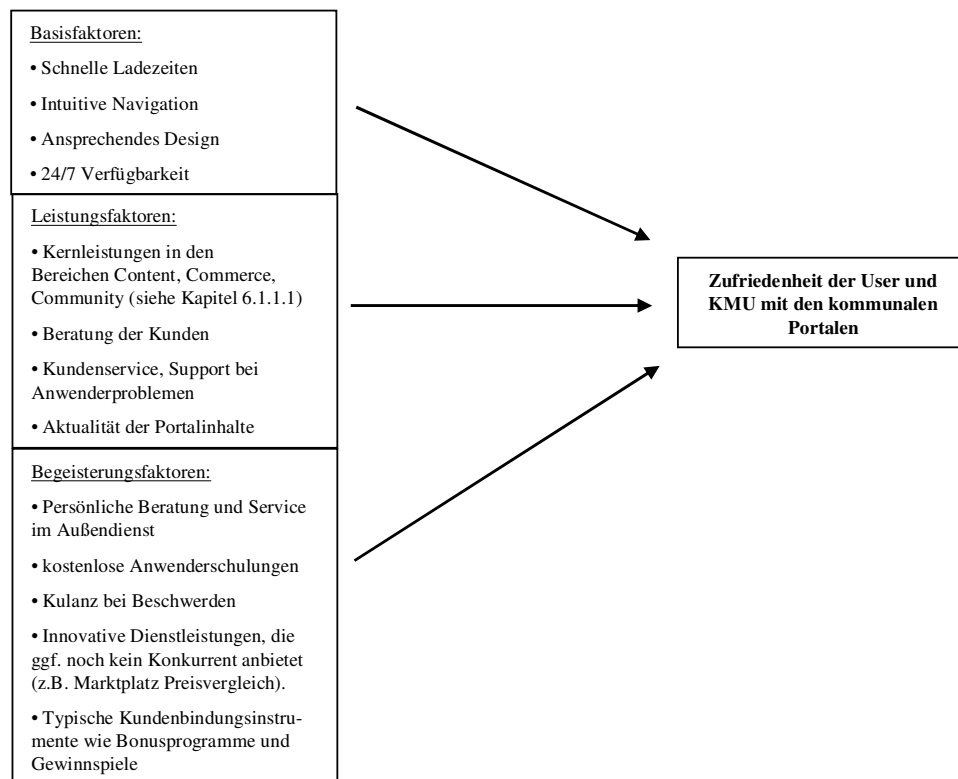 Basisfaktoren:
• Schnelle Ladezeiten
• Intuitive Navigation
• Ansprechendes Design
• 24/7 Verfügbarkeit
Leistungsfaktoren:
• Kernleistungen in den
Bereichen Content, Commerce,
Community (siehe Kapitel 6.1.1.1)
• Beratung der Kunden
• Kundenservice, Support bei
Anwenderproblemen
• Aktualität der Portalinhalte
Begeisterungsfaktoren:
• Persönliche Beratung und Service
im Außendienst
• kostenlose Anwenderschulungen
• Kulanz bei Beschwerden
• Innovative Dienstleistungen, die
ggf. noch kein Konkurrent anbietet
(z.B. Marktplatz Preisvergleich).
• Typische Kundenbindungsinstru-
mente wie Bonusprogramme und
Gewinnspiele
Zufriedenheit der User und
KMU mit den kommunalen
Portalen